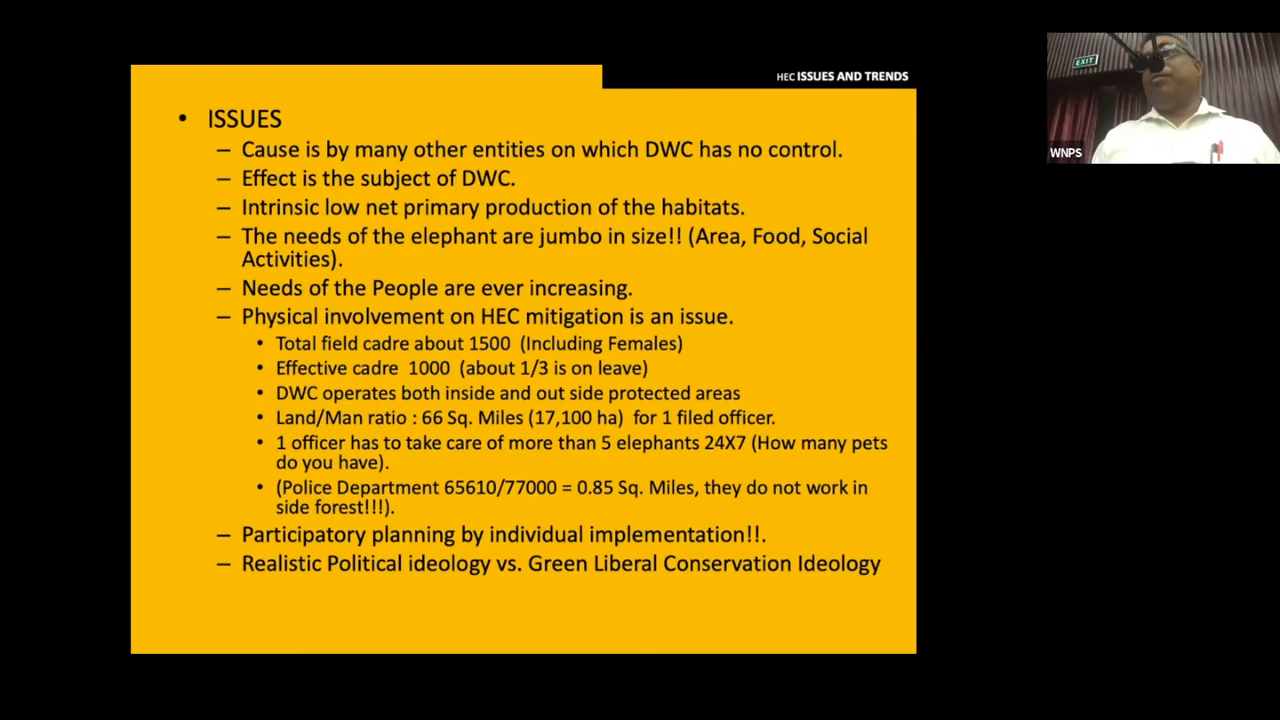 HEC ISSUES AND TRENDS
• ISSUES
– Cause is by many other entities on which DWC has no control.
– Effect is the subject of DWC.
– Intrinsic low net primary production of the habitats.
– The needs of the elephant are jumbo in size!! (Area, Food, Social
Activities).
– Needs of the People are ever increasing.
– Physical involvement on HEC mitigation is an issue.
• Total field cadre about 1500 (Including Females)
• Effective cadre 1000 (about 1/3 is on leave)
• DWC operates both inside and out side protected areas
• Land/Man ratio : 66 Sq. Miles (17,100 ha) for 1 filed officer.
• 1 officer has to take care of more than 5 elephants 24X7 (How many pets
do you have).
• (Police Department 65610/77000 = 0.85 Sq. Miles, they do not work in
side forest!!!).
– Participatory planning by individual implementation!!.
– Realistic Political ideology vs. Green Liberal Conservation Ideology
EXIT
WNPS